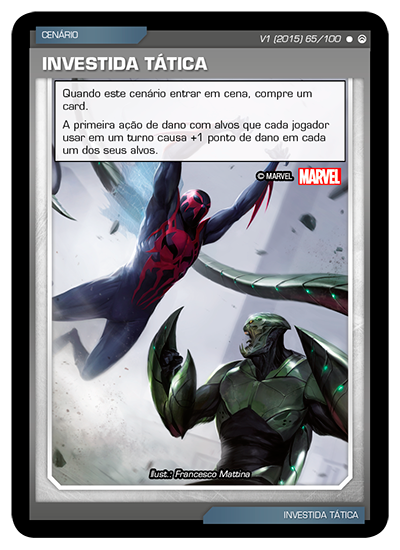 CENÁRIO
V1 (2015) 65/100
INVESTIDA TÁTICA
Quando este cenário entrar em cena, compre um
card.
A primeira ação de dano com alvos que cada jogador
usar em um turno causa +1 ponto de dano em cada
um dos seus alvos.
© MARVEL MARVEL
Ilust.: Francesco Mattina
INVESTIDA TÁTICA